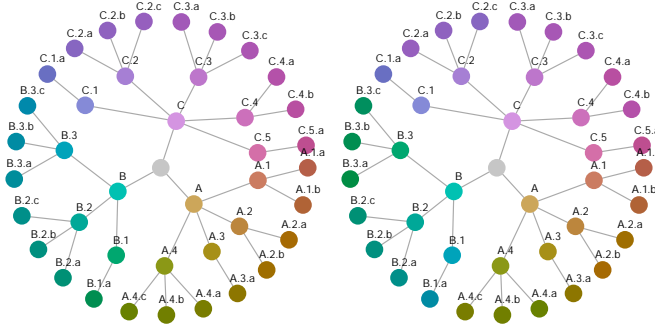 C.2.c
C.3.a
C.2.b
C.3.b
C.2.a
C.3.c
C.1.a
C.2
C.3
C.4.a
B.3.c
C.1
C.4.b
C
C.4
B.3.b
B.3
C.5
C.5.a
A.1.a
B.3.a
A.1
B
A
A.1.b
B.2.c
B.2
A.2
A.2.a
B.2.b
B.1
A.3
B.2.a
A.4
A.2.b
B.1.a
A.3.a
A.4.c
A.4.b
A.4.a
C.2.c
C.3.a
C.2.b
C.3.b
C.2.a
C.3.c
C.1.a
C.2
C.3
C.4.a
B.3.c
C.1
C.4.b
C
C.4
B.3.b
B.3
C.5
C.5.a
A.1.a
B.3.a
A.1
B
A
A.1.b
B.2.c
B.2
A.2
A.2.a
B.2.b
B.1
A.3
B.2.a
A.4
A.2.b
B.1.a
A.3.a
A.4.c
A.4.b
A.4.a